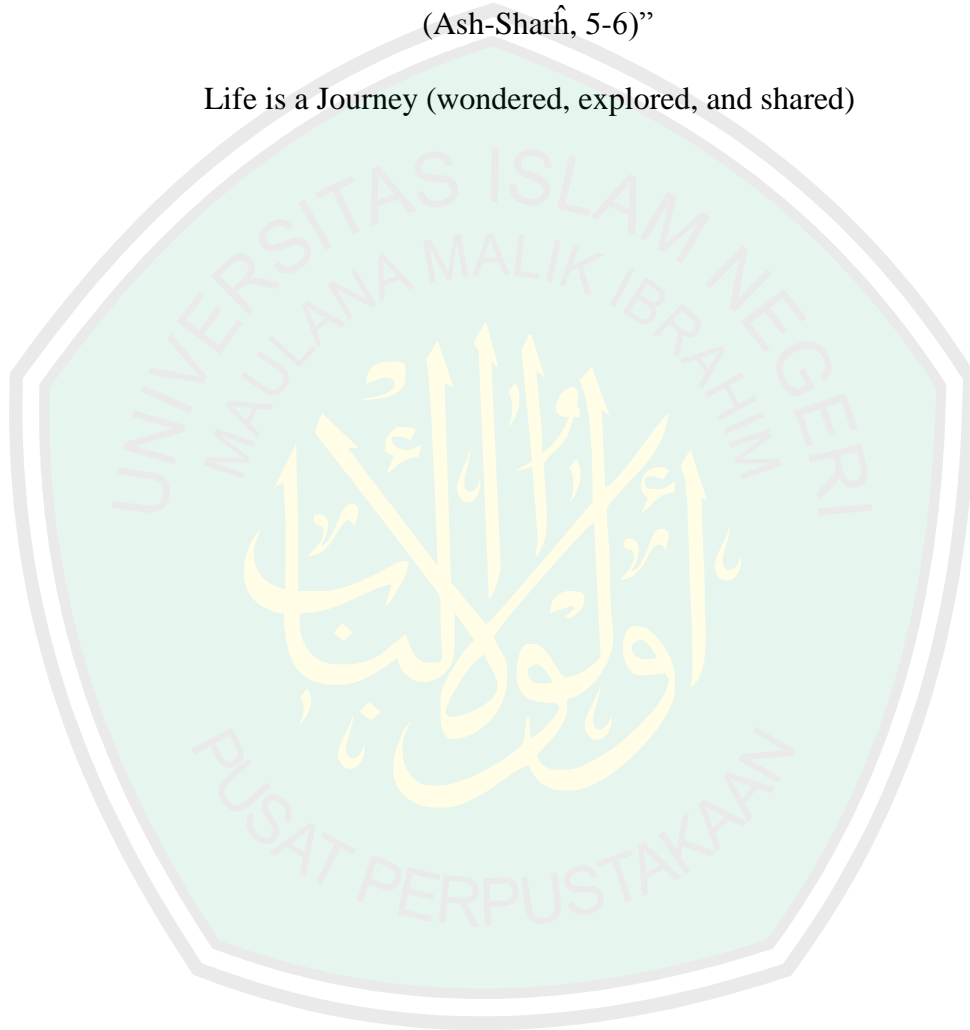 (Ash-Sharĥ, 5-6)”
Life is a Journey (wondered, explored, and shared)
UNIVERSITAS ISLAM NEGERI
MAULANA MALIK IBRAHIM
أولوا الألباب
PUSAT PERPUSTAKAAN